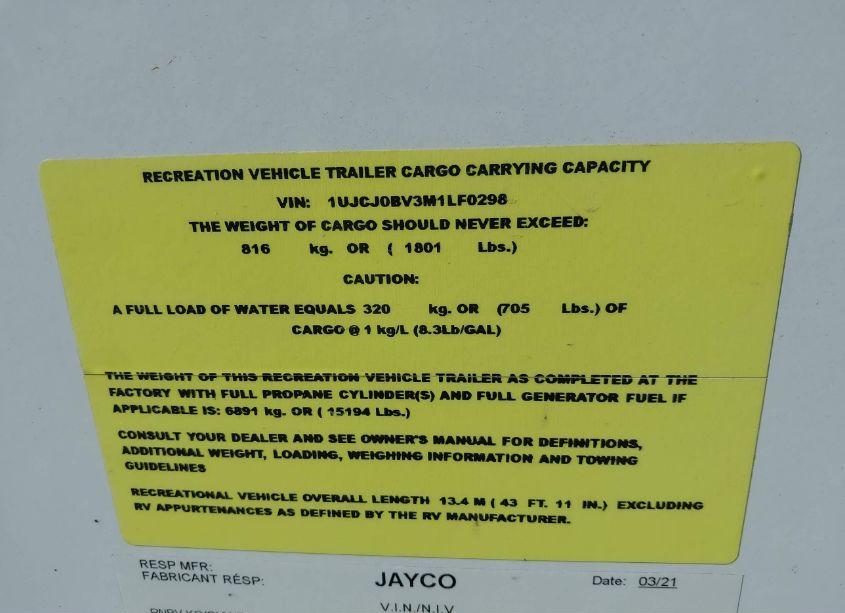 RECREATION VEHICLE TRAILER CARGO CARRYING CAPACITY
VIN: 1UJCJ0BV3M1LF0298
THE WEIGHT OF CARGO SHOULD NEVER EXCEED:
816 kg. OR ( 1801 Lbs.)
CAUTION:
A FULL LOAD OF WATER EQUALS 320 kg. OR (705 Lbs.) OF
CARGO @ 1 kg/L (8.3Lb/GAL)
THE WEIGHT OF THIS RECREATION VEHICLE TRAILER AS COMPLETED AT THE
FACTORY WITH FULL PROPANE CYLINDER(S) AND FULL GENERATOR FUEL IF
APPLICABLE IS: 6891 kg. OR ( 15194 Lbs.)
CONSULT YOUR DEALER AND SEE OWNER'S MANUAL FOR DEFINITIONS,
ADDITIONAL WEIGHT, LOADING, WEIGHING INFORMATION AND TOWING
GUIDELINES
RECREATIONAL VEHICLE OVERALL LENGTH 13.4 M ( 43 FT. 11 IN.) EXCLUDING
RV APPURTENANCES AS DEFINED BY THE RV MANUFACTURER.
RESP MFR:
FABRICANT RÉSP: JAYCO Date: 03/21
V.I.N./N.I.V